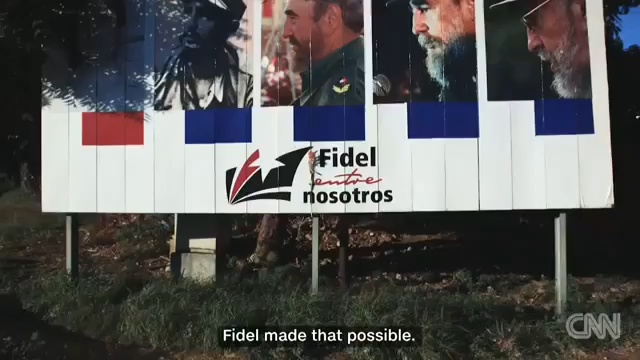 Fidel
entre
nosotros
Fidel made that possible.
CNN